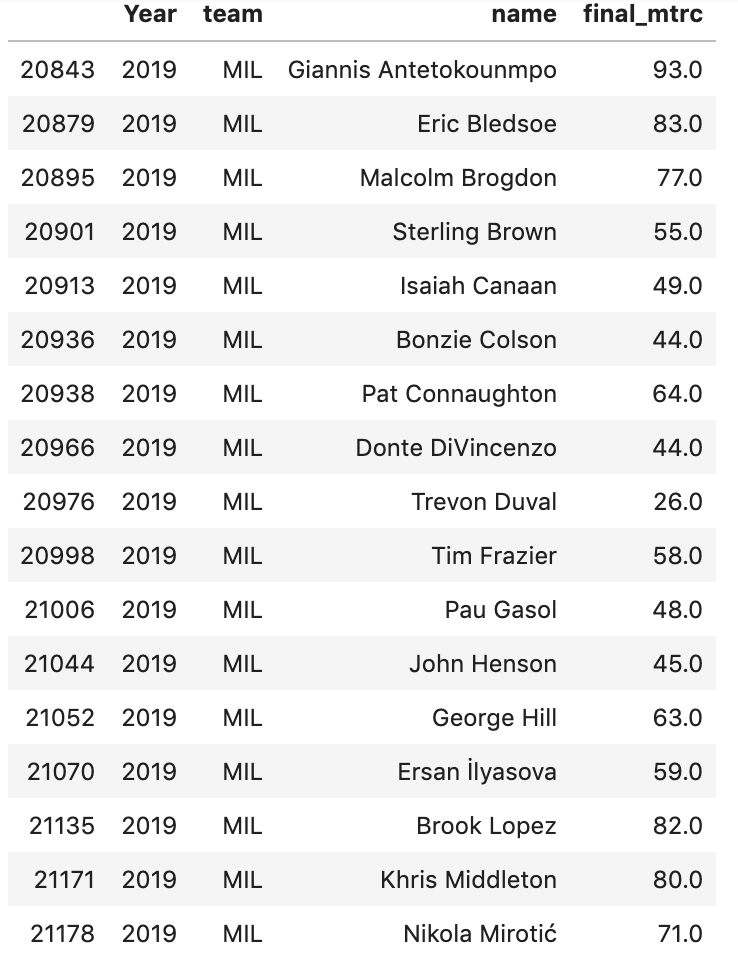 Year team name final_mtrc
20843 2019 MIL Giannis Antetokounmpo 93.0
20879 2019 MIL Eric Bledsoe 83.0
20895 2019 MIL Malcolm Brogdon 77.0
20901 2019 MIL Sterling Brown 55.0
20913 2019 MIL Isaiah Canaan 49.0
20936 2019 MIL Bonzie Colson 44.0
20938 2019 MIL Pat Connaughton 64.0
20966 2019 MIL Donte DiVincenzo 44.0
20976 2019 MIL Trevon Duval 26.0
20998 2019 MIL Tim Frazier 58.0
21006 2019 MIL Pau Gasol 48.0
21044 2019 MIL John Henson 45.0
21052 2019 MIL George Hill 63.0
21070 2019 MIL Ersan İlyasova 59.0
21135 2019 MIL Brook Lopez 82.0
21171 2019 MIL Khris Middleton 80.0
21178 2019 MIL Nikola Mirotić 71.0